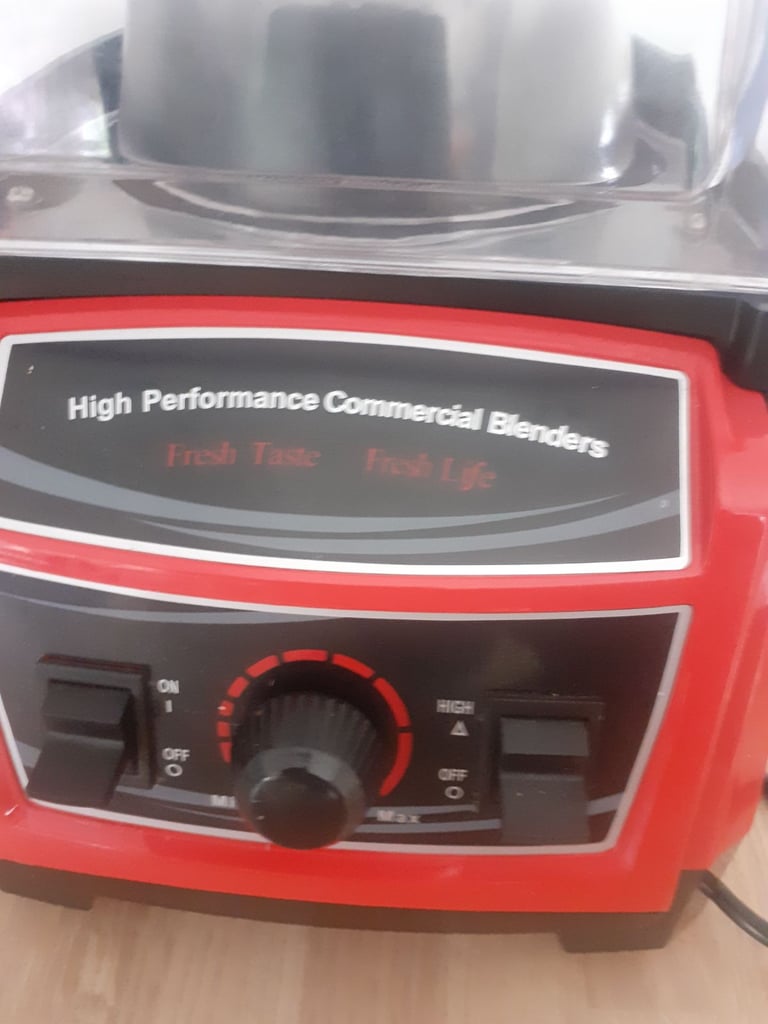 High Performance Commercial Blenders
Fresh Taste Fresh Life
ON
I
OFF
O
HIGH
OFF
O
Max